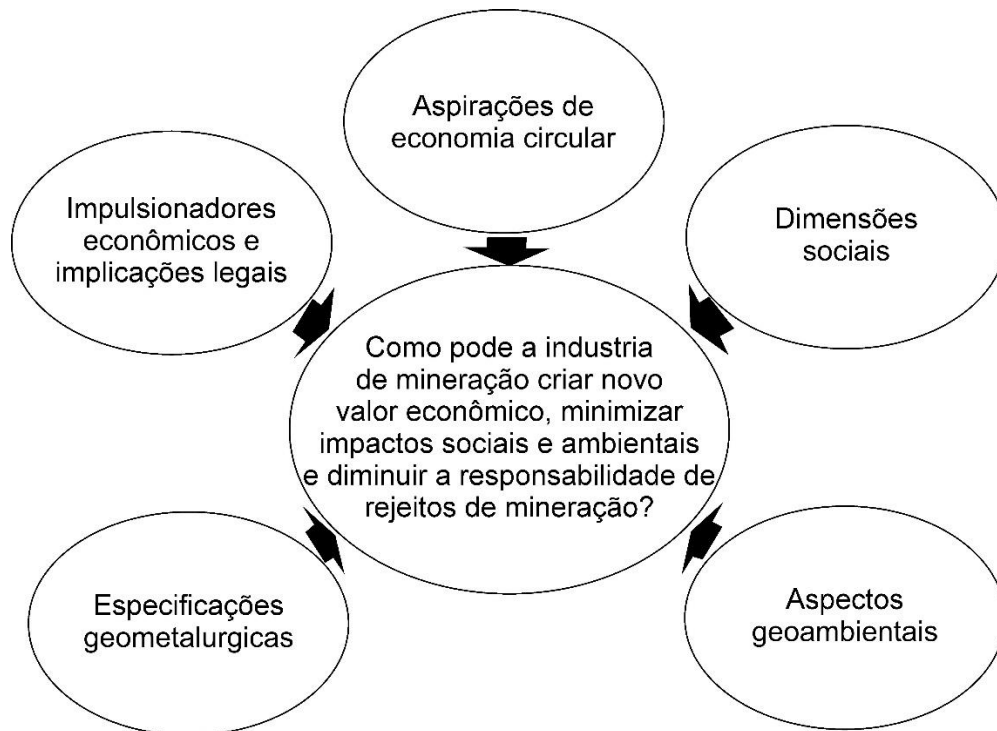 Aspirações de
economia circular
Impulsionadores
econômicos e
implicações legais
Dimensões
sociais
Como pode a industria
de mineração criar novo
valor econômico, minimizar
impactos sociais e ambientais
e diminuir a responsabilidade de
rejeitos de mineração?
Especificações
geometalurgicas
Aspectos
geoambientais